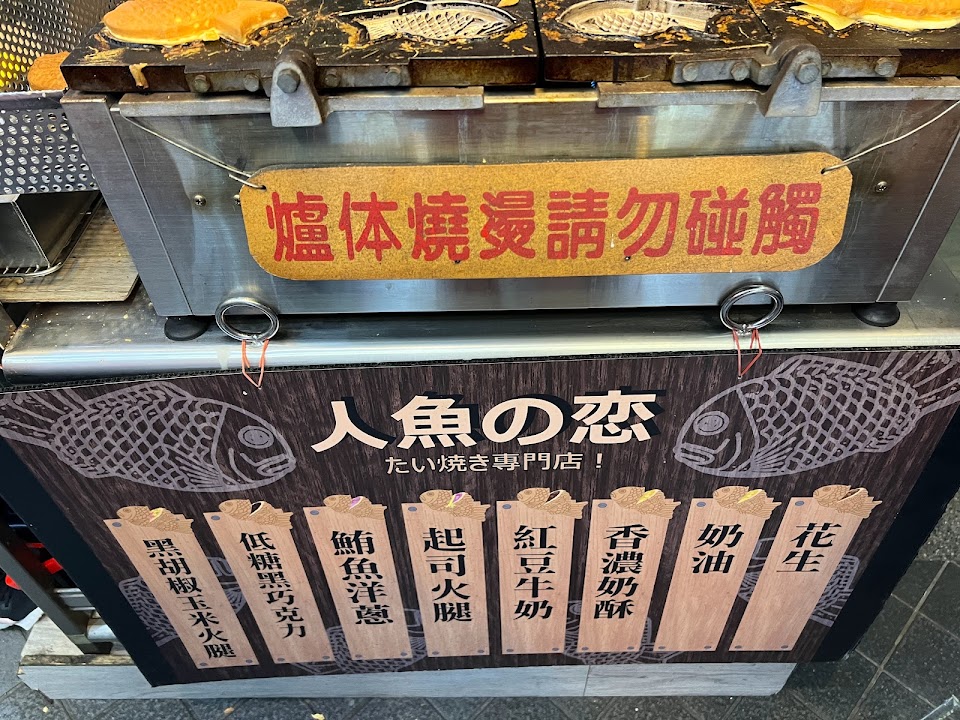 爐体燒燙請勿碰觸
人魚の恋
たい焼き專門店！
花生
奶油
香濃奶酥
紅豆牛奶
起司火腿
鮪魚洋蔥
低糖黑巧克力
黑胡椒玉米火腿